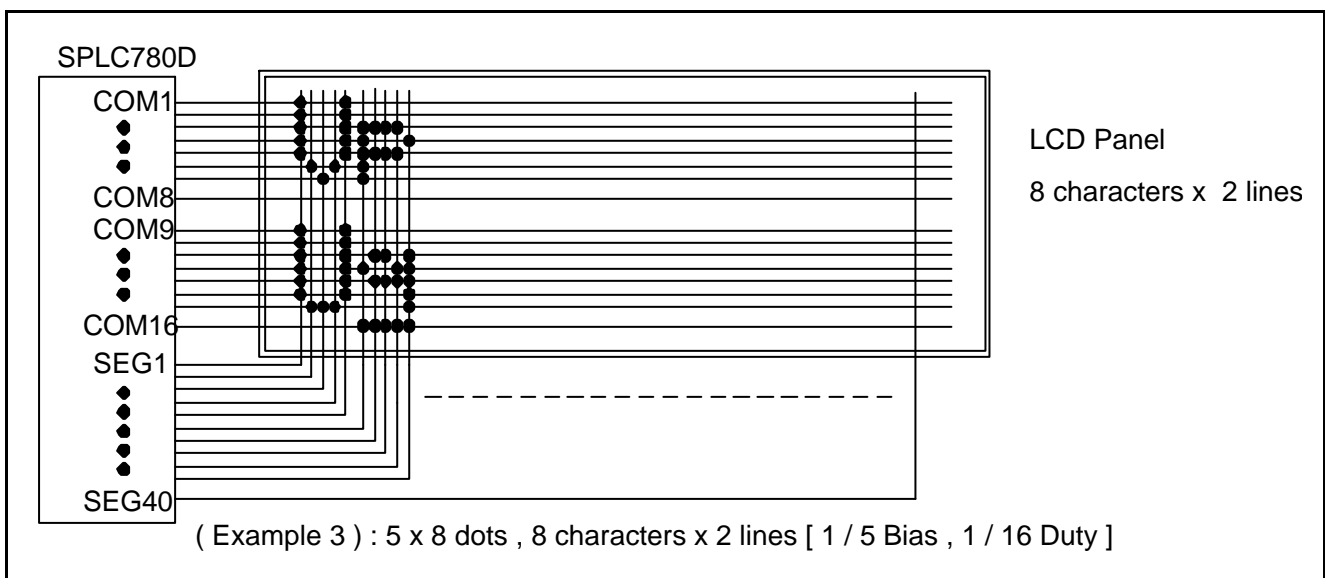 SPLC780D
COM1
COM8
COM9
COM16
SEG1
SEG40
LCD Panel
8 characters x 2 lines
( Example 3 ) : 5 x 8 dots , 8 characters x 2 lines [ 1 / 5 Bias , 1 / 16 Duty ]